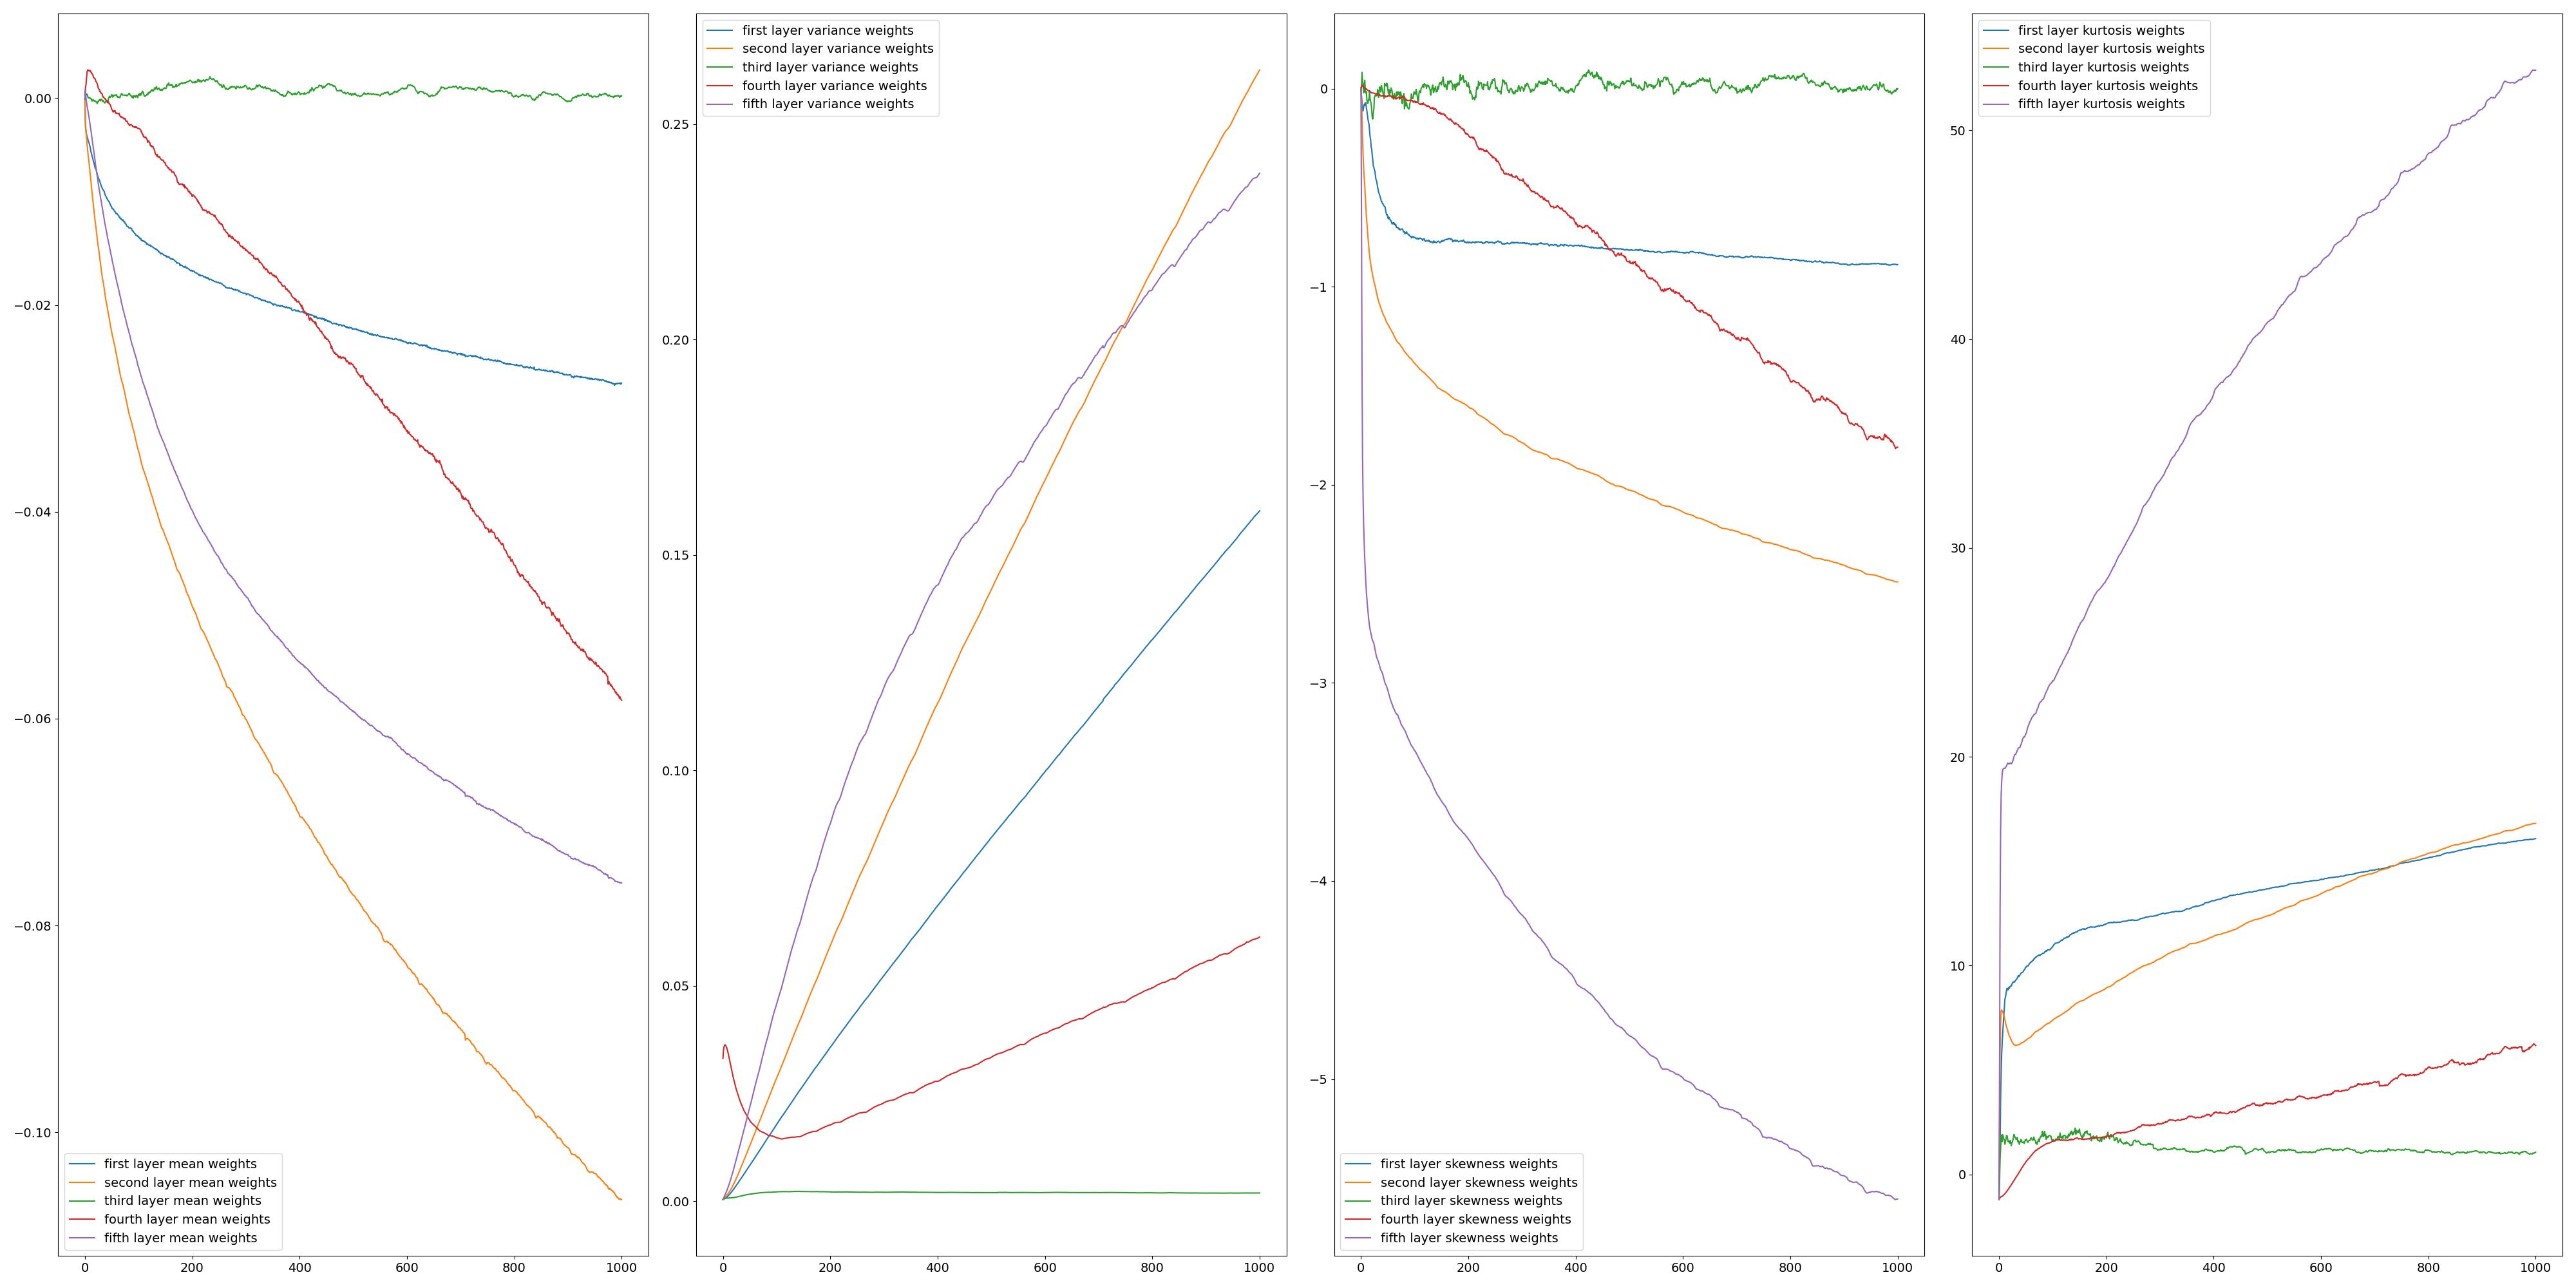 0.00
−0.02
−0.04
−0.06
−0.08
−0.10
first layer mean weights
second layer mean weights
third layer mean weights
fourth layer mean weights
fifth layer mean weights
0 200 400 600 800 1000
first layer variance weights
second layer variance weights
third layer variance weights
fourth layer variance weights
fifth layer variance weights
0.25
0.20
0.15
0.10
0.05
0.00
0 200 400 600 800 1000
0
−1
−2
−3
−4
−5
first layer skewness weights
second layer skewness weights
third layer skewness weights
fourth layer skewness weights
fifth layer skewness weights
0 200 400 600 800 1000
first layer kurtosis weights
second layer kurtosis weights
third layer kurtosis weights
fourth layer kurtosis weights
fifth layer kurtosis weights
50
40
30
20
10
0
0 200 400 600 800 1000